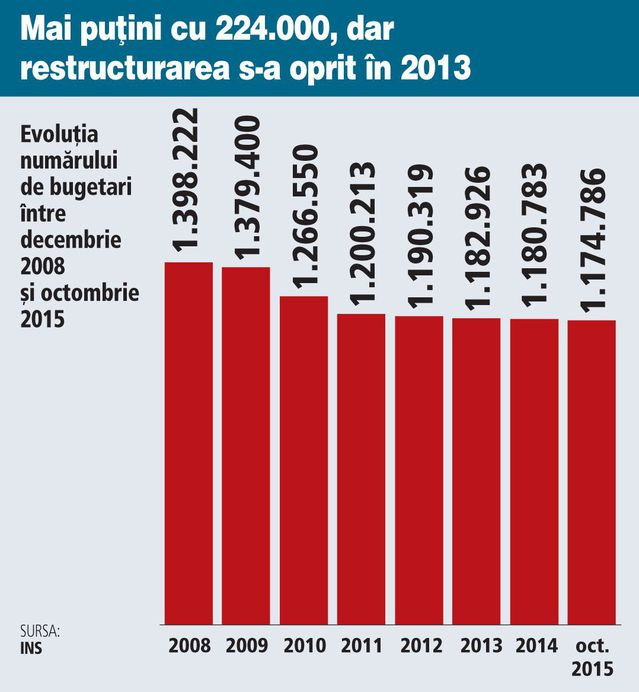 Mai puţini cu 224.000, dar
restructurarea s-a oprit în 2013
Evoluția
numărului
de bugetari
între
decembrie
2008
și octombrie
2015
1.398.222
1.379.400
1.266.550
1.200.213
1.190.319
1.182.926
1.180.783
1.174.786
SURSA:
INS
2008 2009 2010 2011 2012 2013 2014 oct.
2015